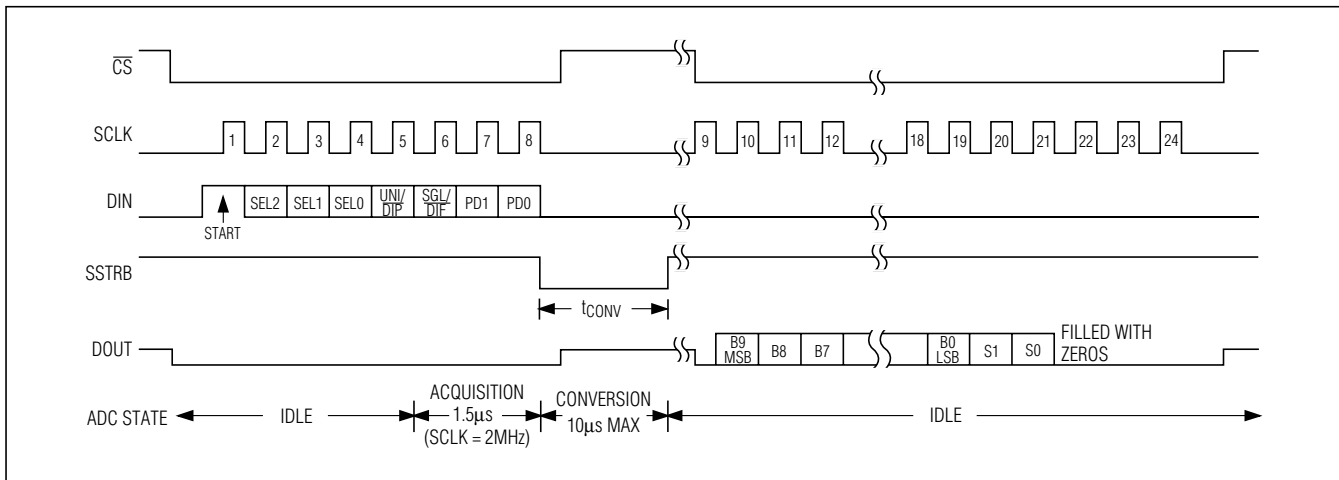 CS
SCLK
1 2 3 4 5 6 7 8 9 10 11 12 18 19 20 21 22 23 24
DIN
SEL2 SEL1 SEL0 UNI/DIP SGL/DIF PD1 PD0
START
SSTRB
tCONV
DOUT
B9 MSB B8 B7 B0 LSB S1 S0 FILLED WITH ZEROS
ADC STATE
IDLE
ACQUISITION
1.5µs
(SCLK = 2MHz)
CONVERSION
10µs MAX
IDLE